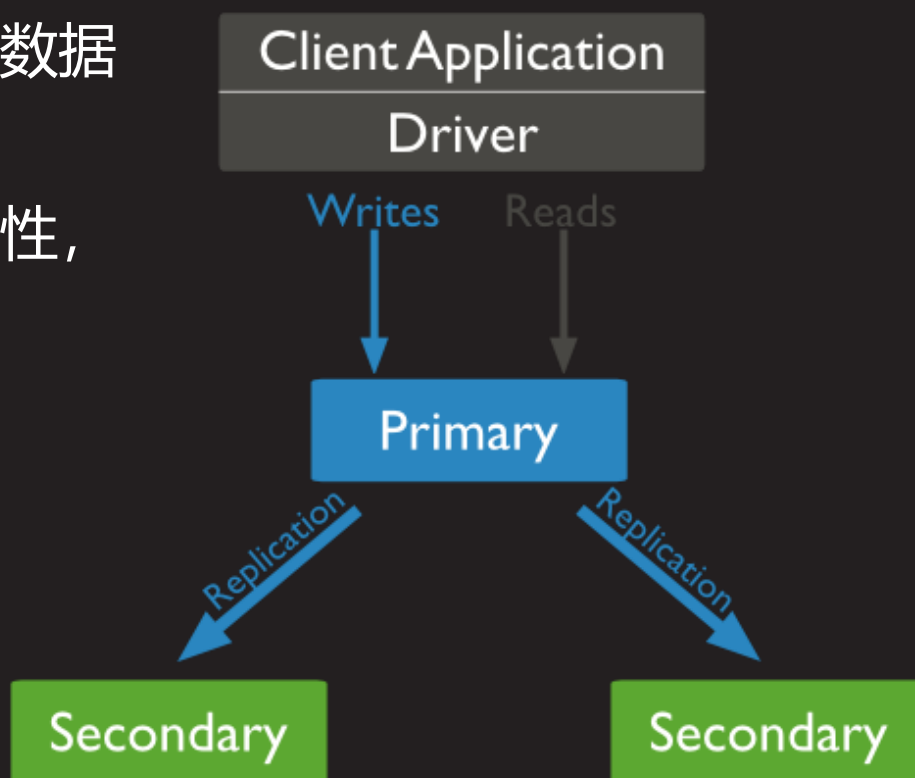 数据
性，
Client Application
Driver
Writes
Reads
Primary
Replication
Replication
Secondary
Secondary